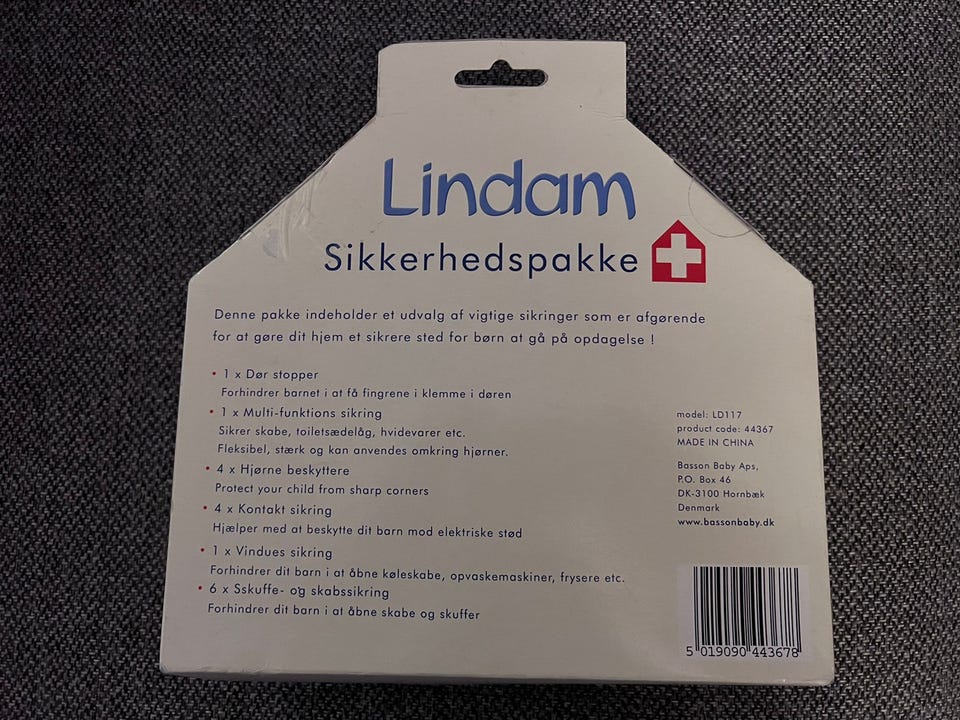 Lindam
Sikkerhedspakke
Denne pakke indeholder et udvalg af vigtige sikringer som er afgørende
for at gøre dit hjem et sikrere sted for børn at gå på opdagelse !
• 1 x Dør stopper
Forhindrer barnet i at få fingrene i klemme i døren
• 1 x Multi-funktions sikring
Sikrer skabe, toiletsædelåg, hvidevarer etc.
Fleksibel, stærk og kan anvendes omkring hjørner.
• 4 x Hjørne beskyttere
Protect your child from sharp corners
• 4 x Kontakt sikring
Hjælper med at beskytte dit barn mod elektriske stød
• 1 x Vindues sikring
Forhindrer dit barn i at åbne køleskabe, opvaskemaskiner, frysere etc.
• 6 x Sskuffe- og skabssikring
Forhindrer dit barn i at åbne skabe og skuffer
model: LD117
product code: 44367
MADE IN CHINA
Basson Baby Aps,
P.O. Box 46
DK-3100 Hornbæk
Denmark
www.bassonbaby.dk
5 019090 443678